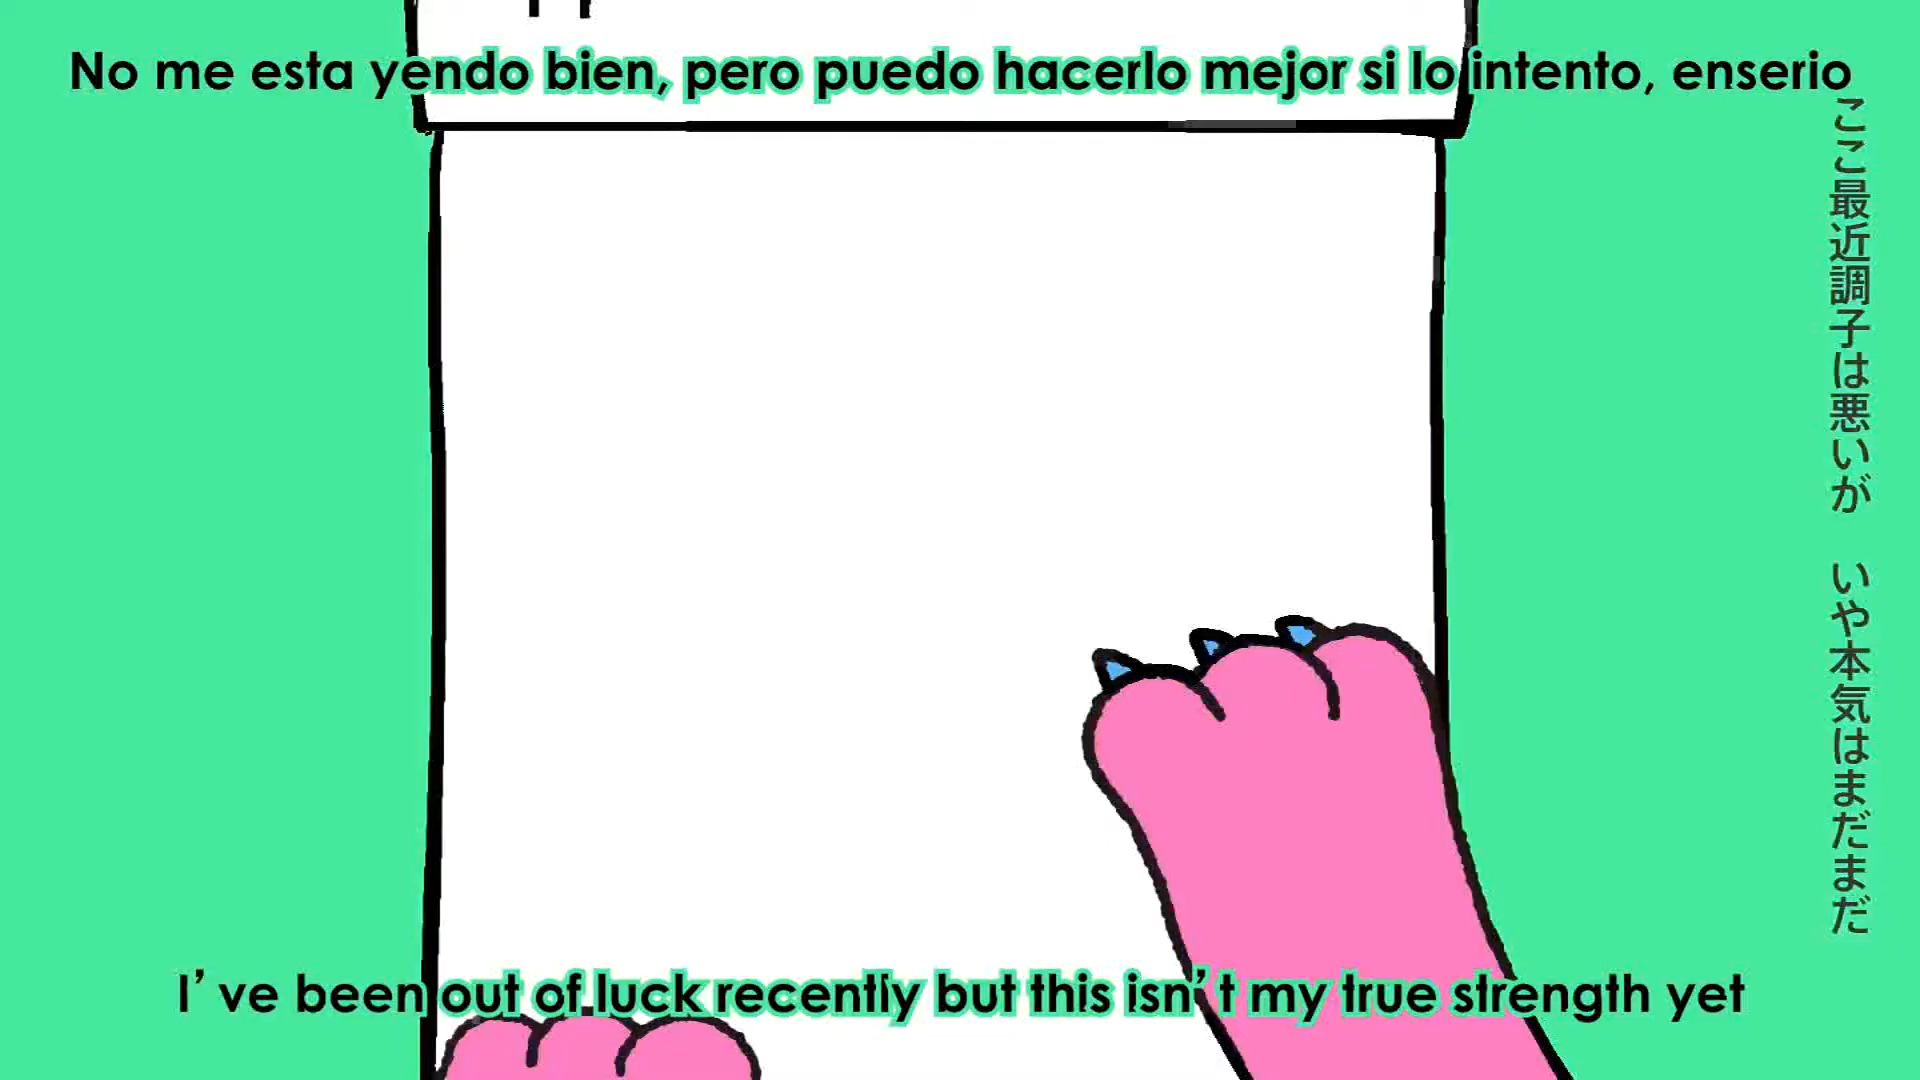 No me esta yendo bien, pero puedo hacerlo mejor si lo intento, enserio
ここ最近調子は悪いが　いや本気はまだまだ
I’ve been out of luck recently but this isn’t my true strength yet